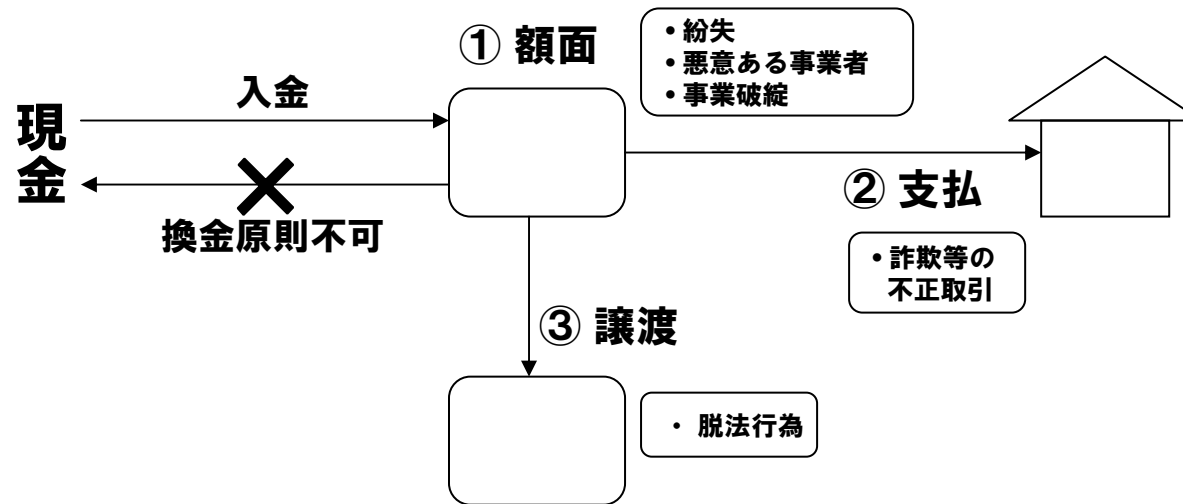 ① 額面
• 紛失
• 悪意ある事業者
• 事業破綻
入金
現金
換金原則不可
② 支払
• 詐欺等の
不正取引
③ 譲渡
・ 脱法行為